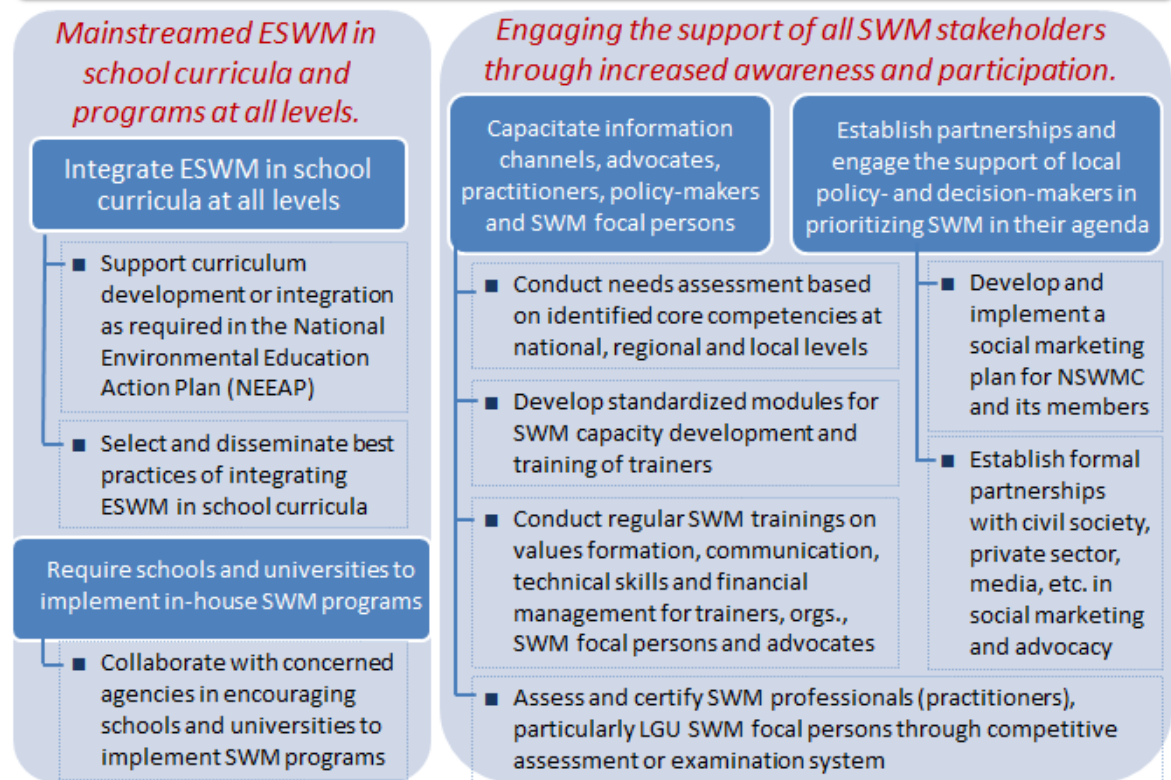 Mainstreamed ESWM in
school curricula and
programs at all levels.
Integrate ESWM in school
curricula at all levels
■ Support curriculum
development or integration
as required in the National
Environmental Education
Action Plan (NEEAP)
■ Select and disseminate best
practices of integrating
ESWM in school curricula
Require schools and universities to
implement in-house SWM programs
■ Collaborate with concerned
agencies in encouraging
schools and universities to
implement SWM programs
Engaging the support of all SWM stakeholders
through increased awareness and participation.
Capacitate information
channels, advocates,
practitioners, policy-makers
and SWM focal persons
■ Conduct needs assessment based
on identified core competencies at
national, regional and local levels
■ Develop standardized modules for
SWM capacity development and
training of trainers
■ Conduct regular SWM trainings on
values formation, communication,
technical skills and financial
management for trainers, orgs.,
SWM focal persons and advocates
■ Assess and certify SWM professionals (practitioners),
particularly LGU SWM focal persons through competitive
assessment or examination system
Establish partnerships and
engage the support of local
policy- and decision-makers in
prioritizing SWM in their agenda
■ Develop and
implement a
social marketing
plan for NSWMC
and its members
■ Establish formal
partnerships
with civil society,
private sector,
media, etc. in
social marketing
and advocacy